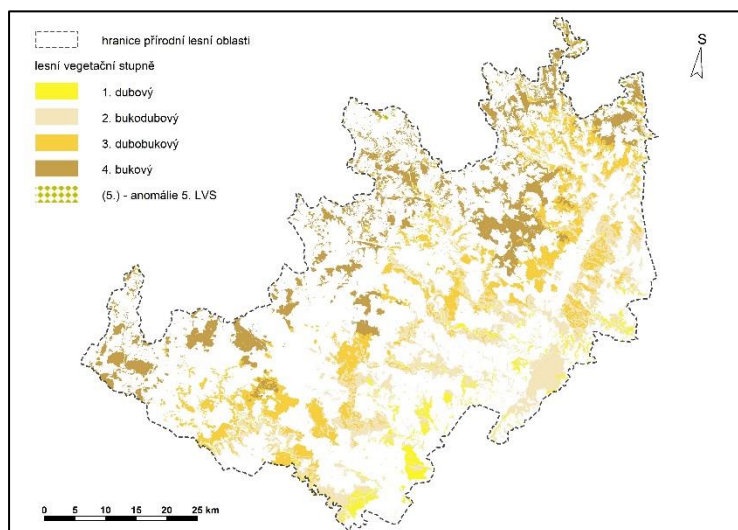 hranice přírodní lesní oblasti
S
lesní vegetační stupně
1. dubový
2. bukodubový
3. dubobukový
4. bukový
(5.) - anomálie 5. LVS
0 5 10 15 20 25 km